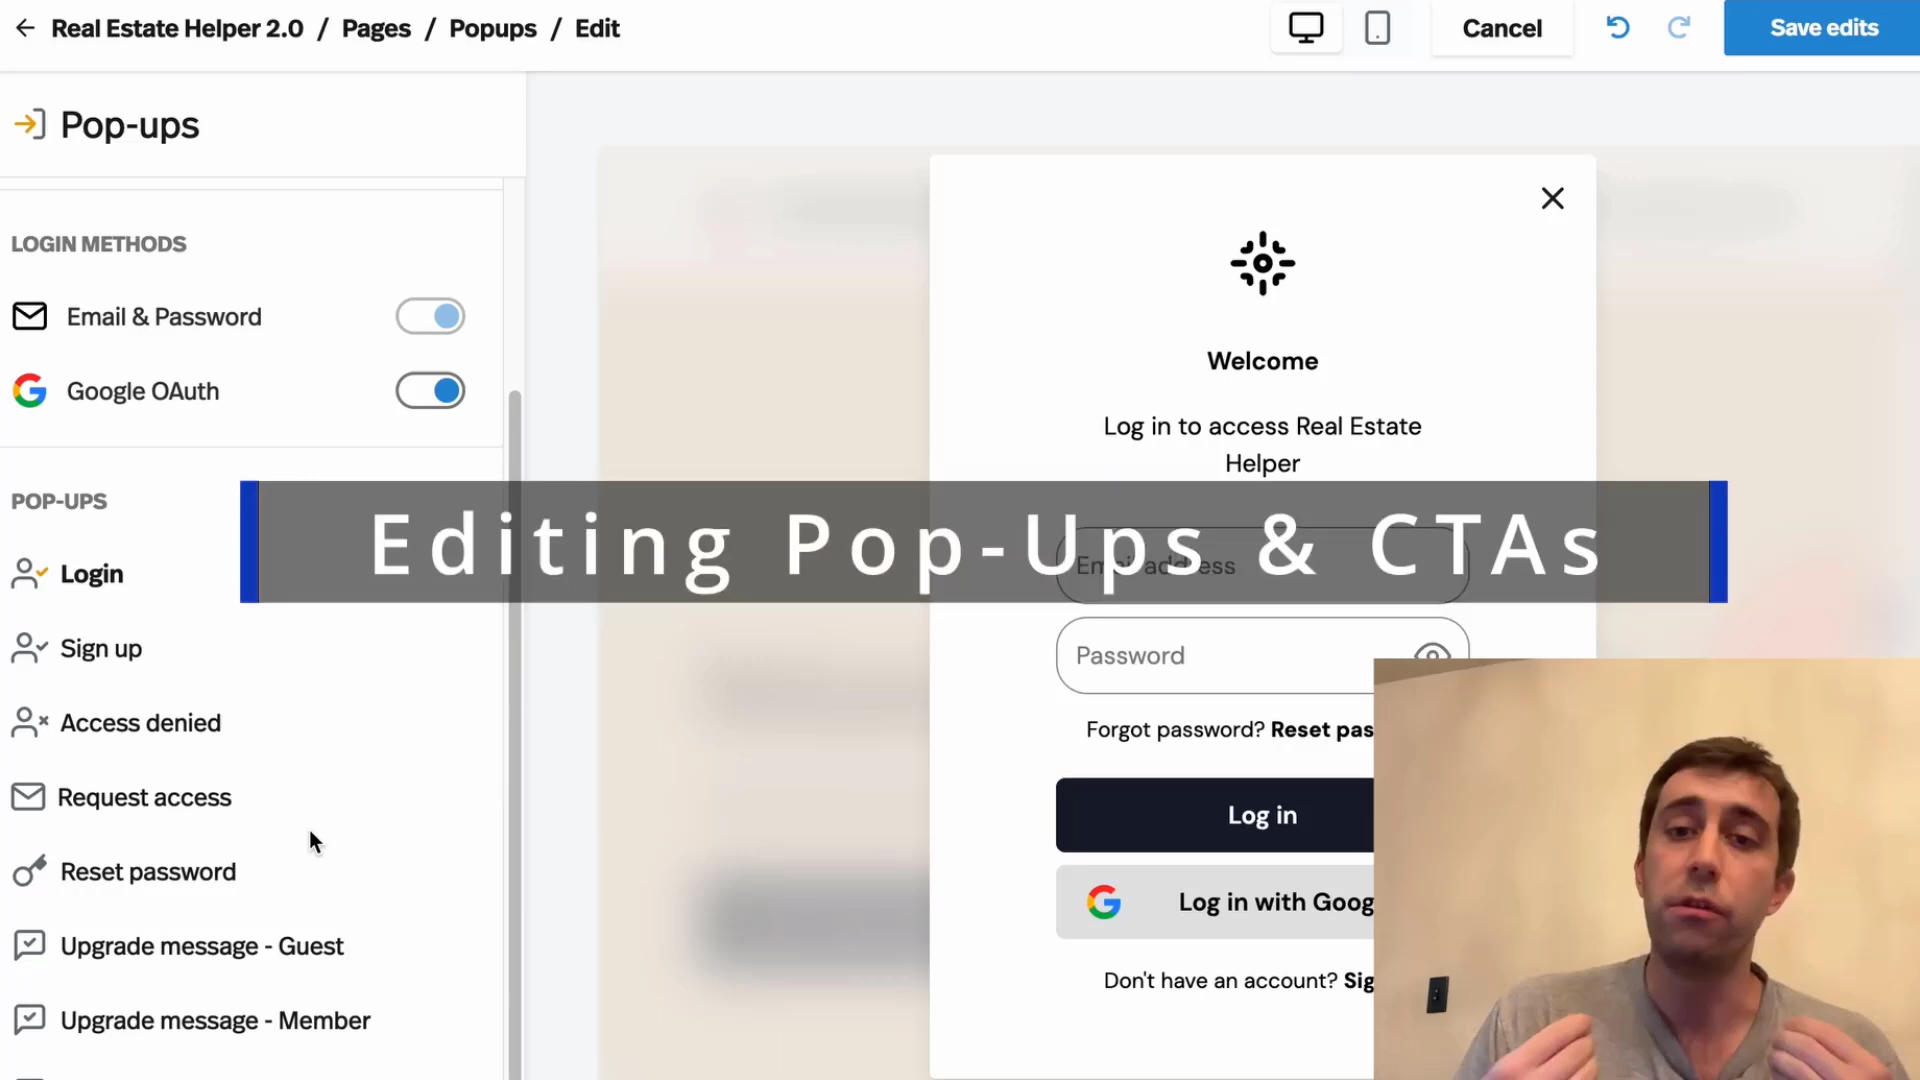 Real Estate Helper 2.0 / Pages / Popups / Edit
Cancel
Save edits
Pop-ups
LOGIN METHODS
Email & Password
Google OAuth
POP-UPS
Login
Sign up
Access denied
Request access
Reset password
Upgrade message - Guest
Upgrade message - Member
Welcome
Log in to access Real Estate
Helper
Editing Pop-Ups & CTAs
Email address
Password
Forgot password? Reset pas
Log in
Log in with Goog
Don't have an account? Sig